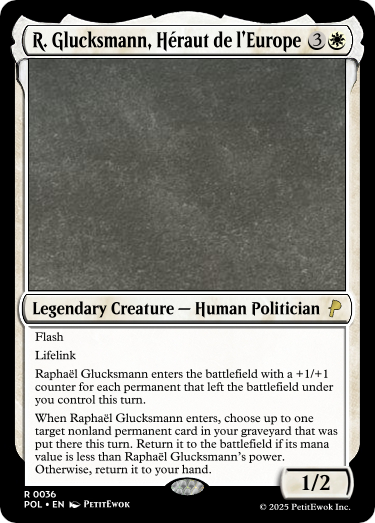 R. Glucksmann, Héraut de l'Europe 3
Legendary Creature — Human Politician
Flash
Lifelink
Raphaël Glucksmann enters the battlefield with a +1/+1
counter for each permanent that left the battlefield under
you control this turn.
When Raphaël Glucksmann enters, choose up to one
target nonland permanent card in your graveyard that was
put there this turn. Return it to the battlefield if its mana
value is less than Raphaël Glucksmann's power.
Otherwise, return it to your hand.
1/2
R 0036
POL • EN PetitEwok
© 2025 PetitEwok Inc.